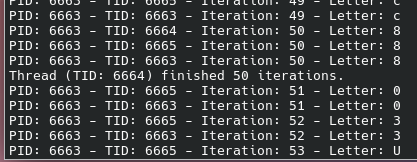 PID: 6663 – TID: 6665 – Iteration: 49 – Letter: c
PID: 6663 – TID: 6663 – Iteration: 49 – Letter: c
PID: 6663 – TID: 6664 – Iteration: 50 – Letter: 8
PID: 6663 – TID: 6665 – Iteration: 50 – Letter: 8
PID: 6663 – TID: 6663 – Iteration: 50 – Letter: 8
Thread (TID: 6664) finished 50 iterations.
PID: 6663 – TID: 6665 – Iteration: 51 – Letter: 0
PID: 6663 – TID: 6663 – Iteration: 51 – Letter: 0
PID: 6663 – TID: 6665 – Iteration: 52 – Letter: 3
PID: 6663 – TID: 6663 – Iteration: 52 – Letter: 3
PID: 6663 – TID: 6665 – Iteration: 53 – Letter: U